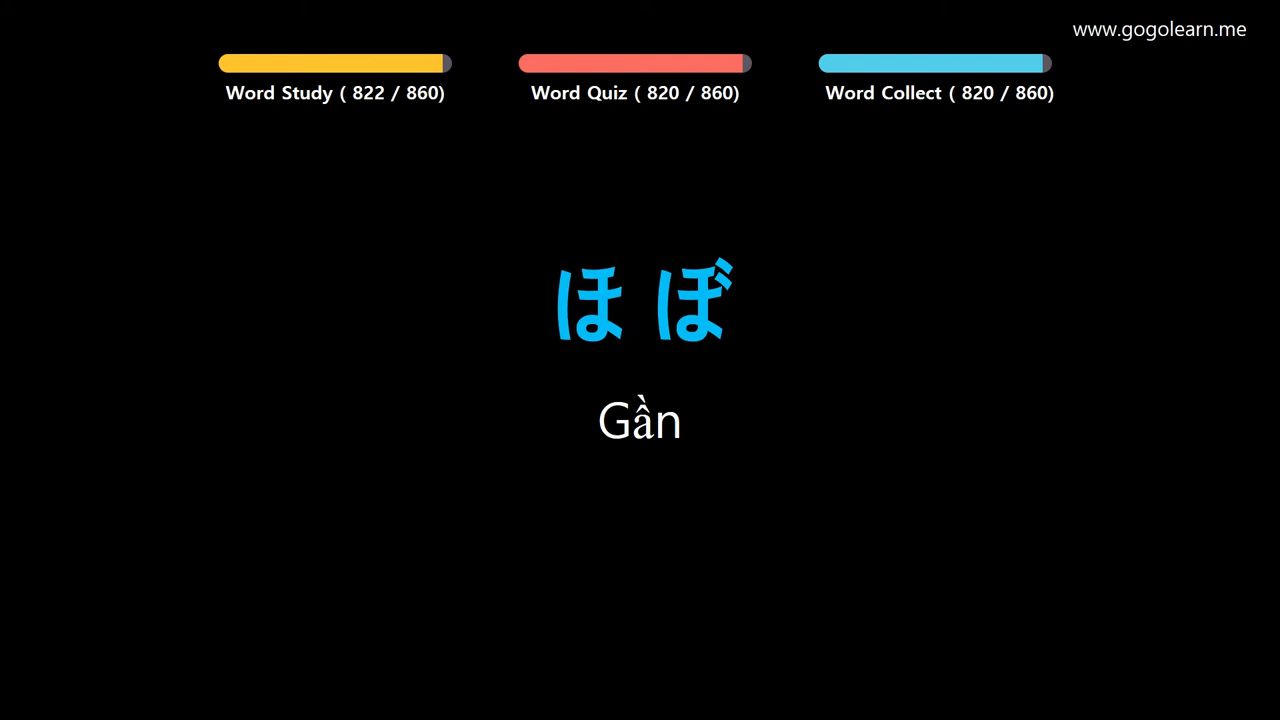 www.gogolearn.me
Word Study ( 822 / 860)
Word Quiz ( 820 / 860)
Word Collect ( 820 / 860)
ほぼ
Gần